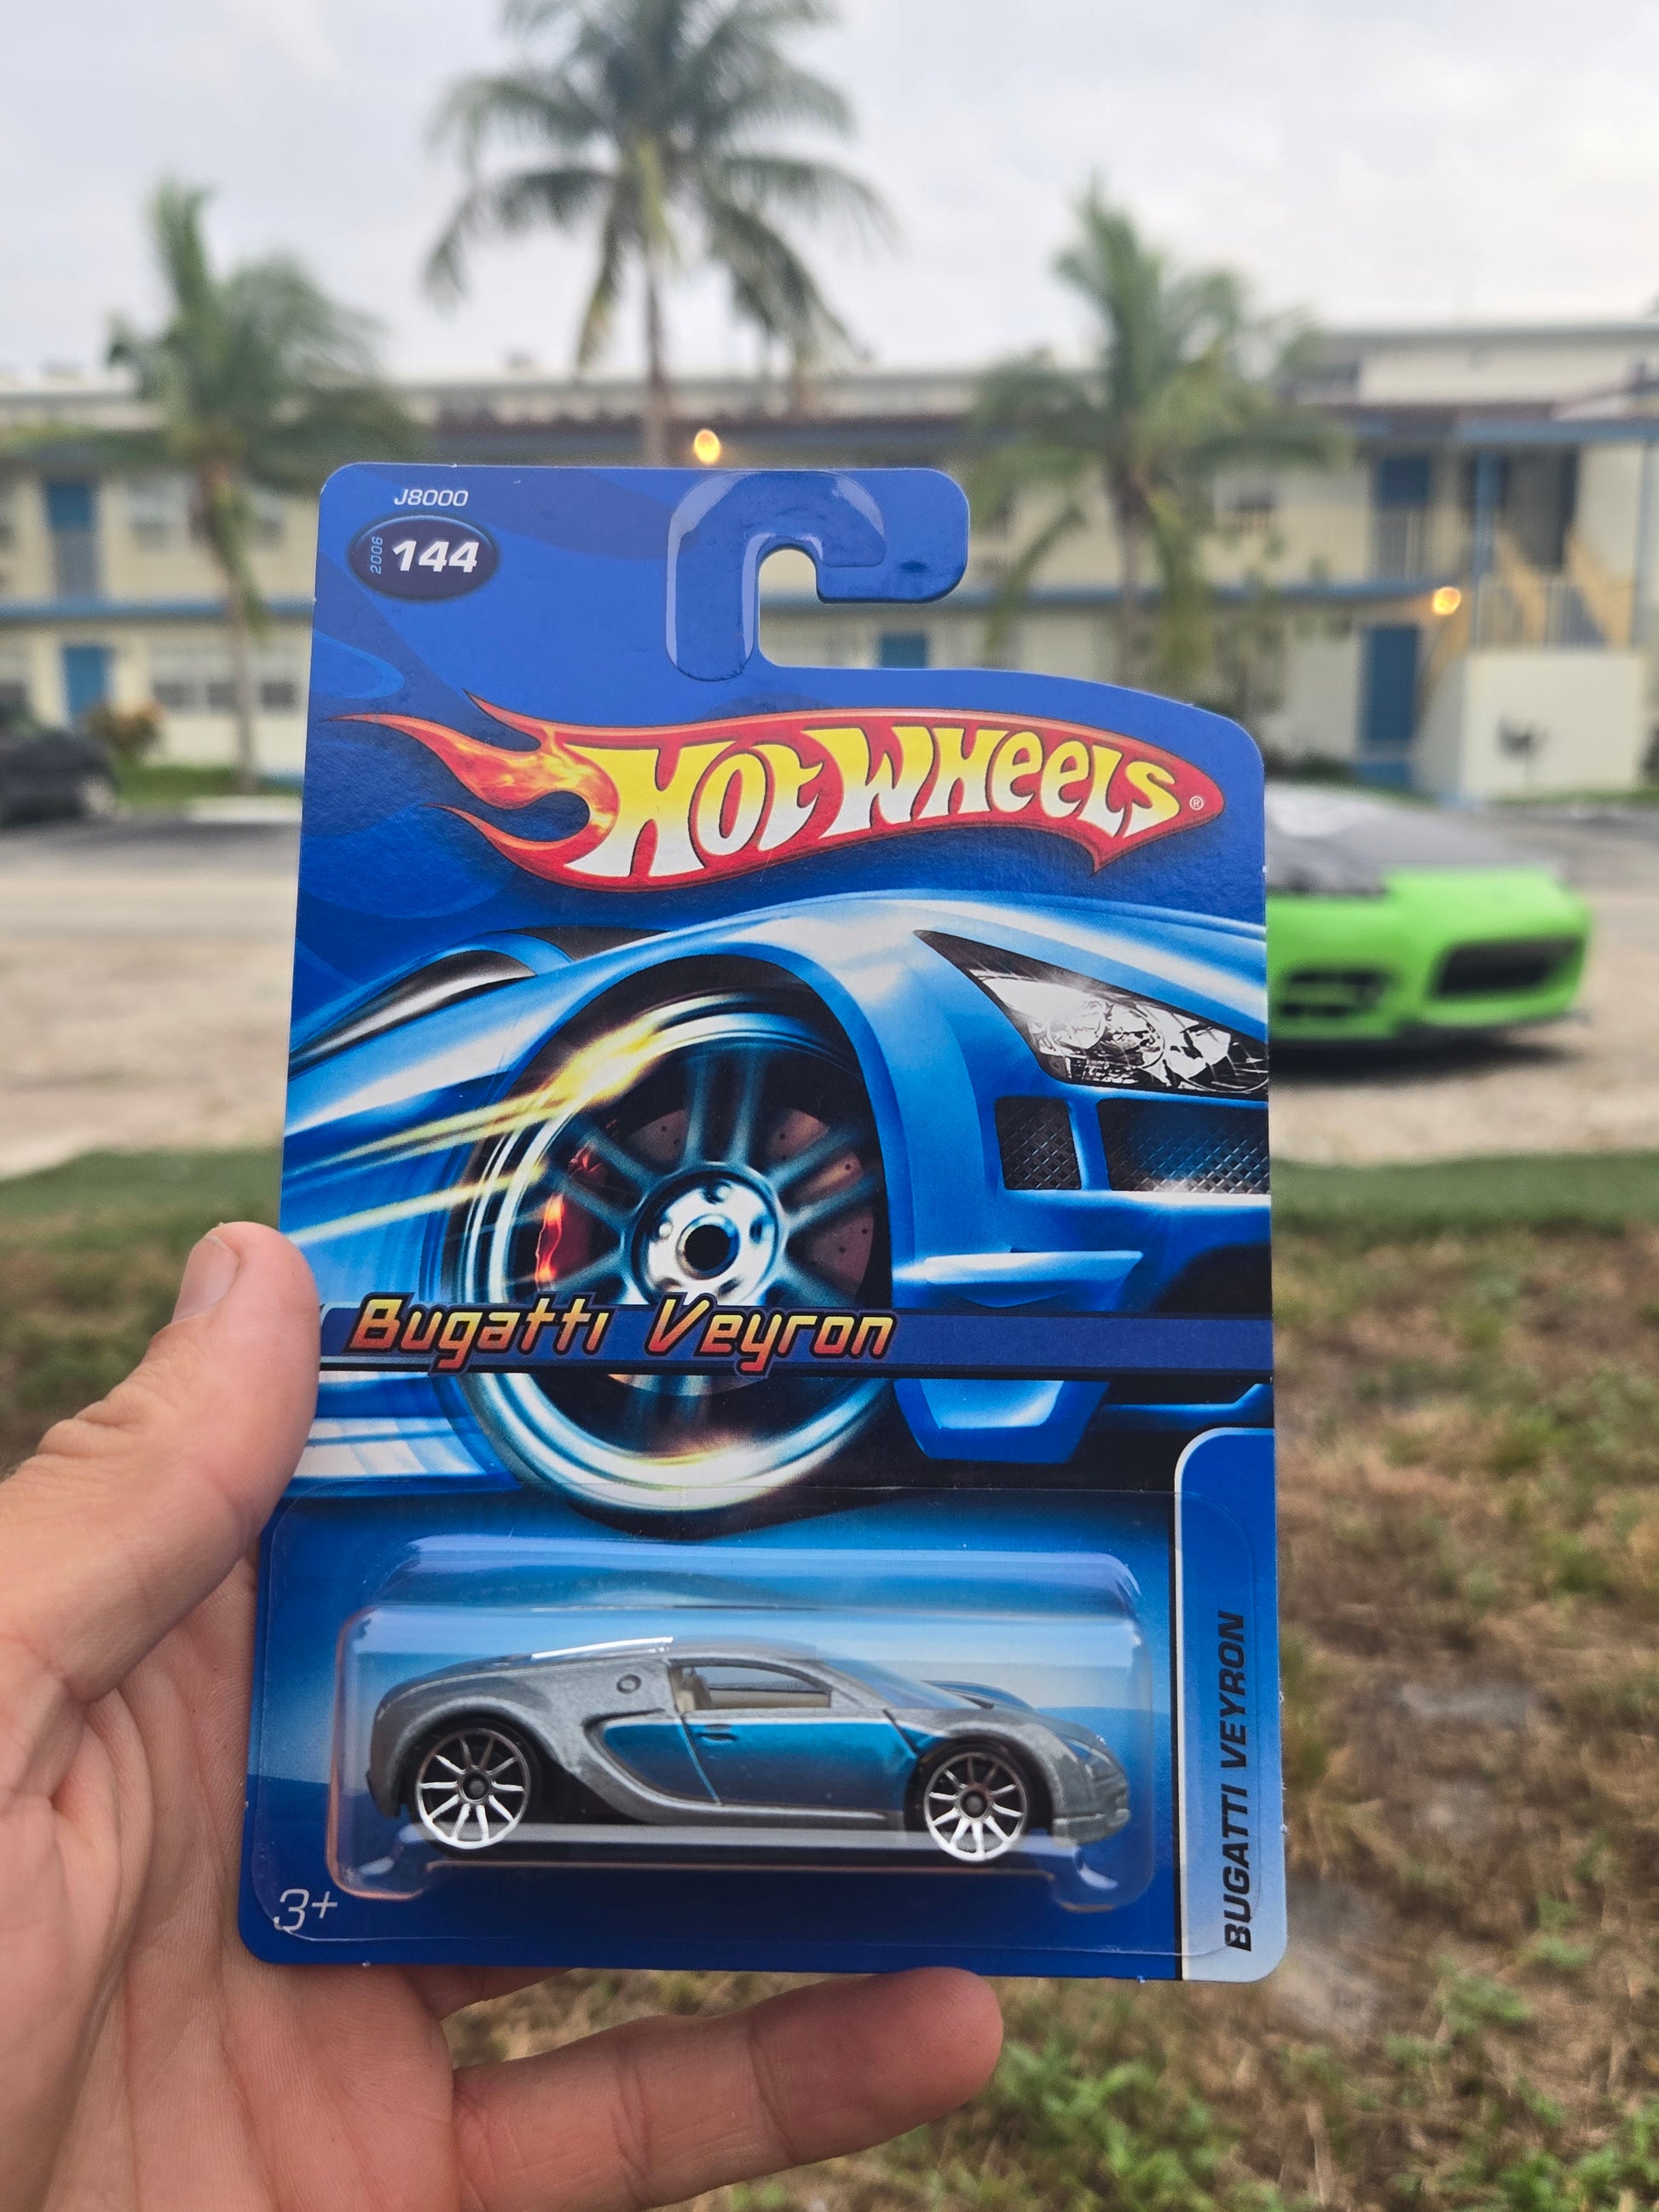 J8000
2006
144
HOT WHEELS®
Bugatti Veyron
BUGATTI VEYRON
3+